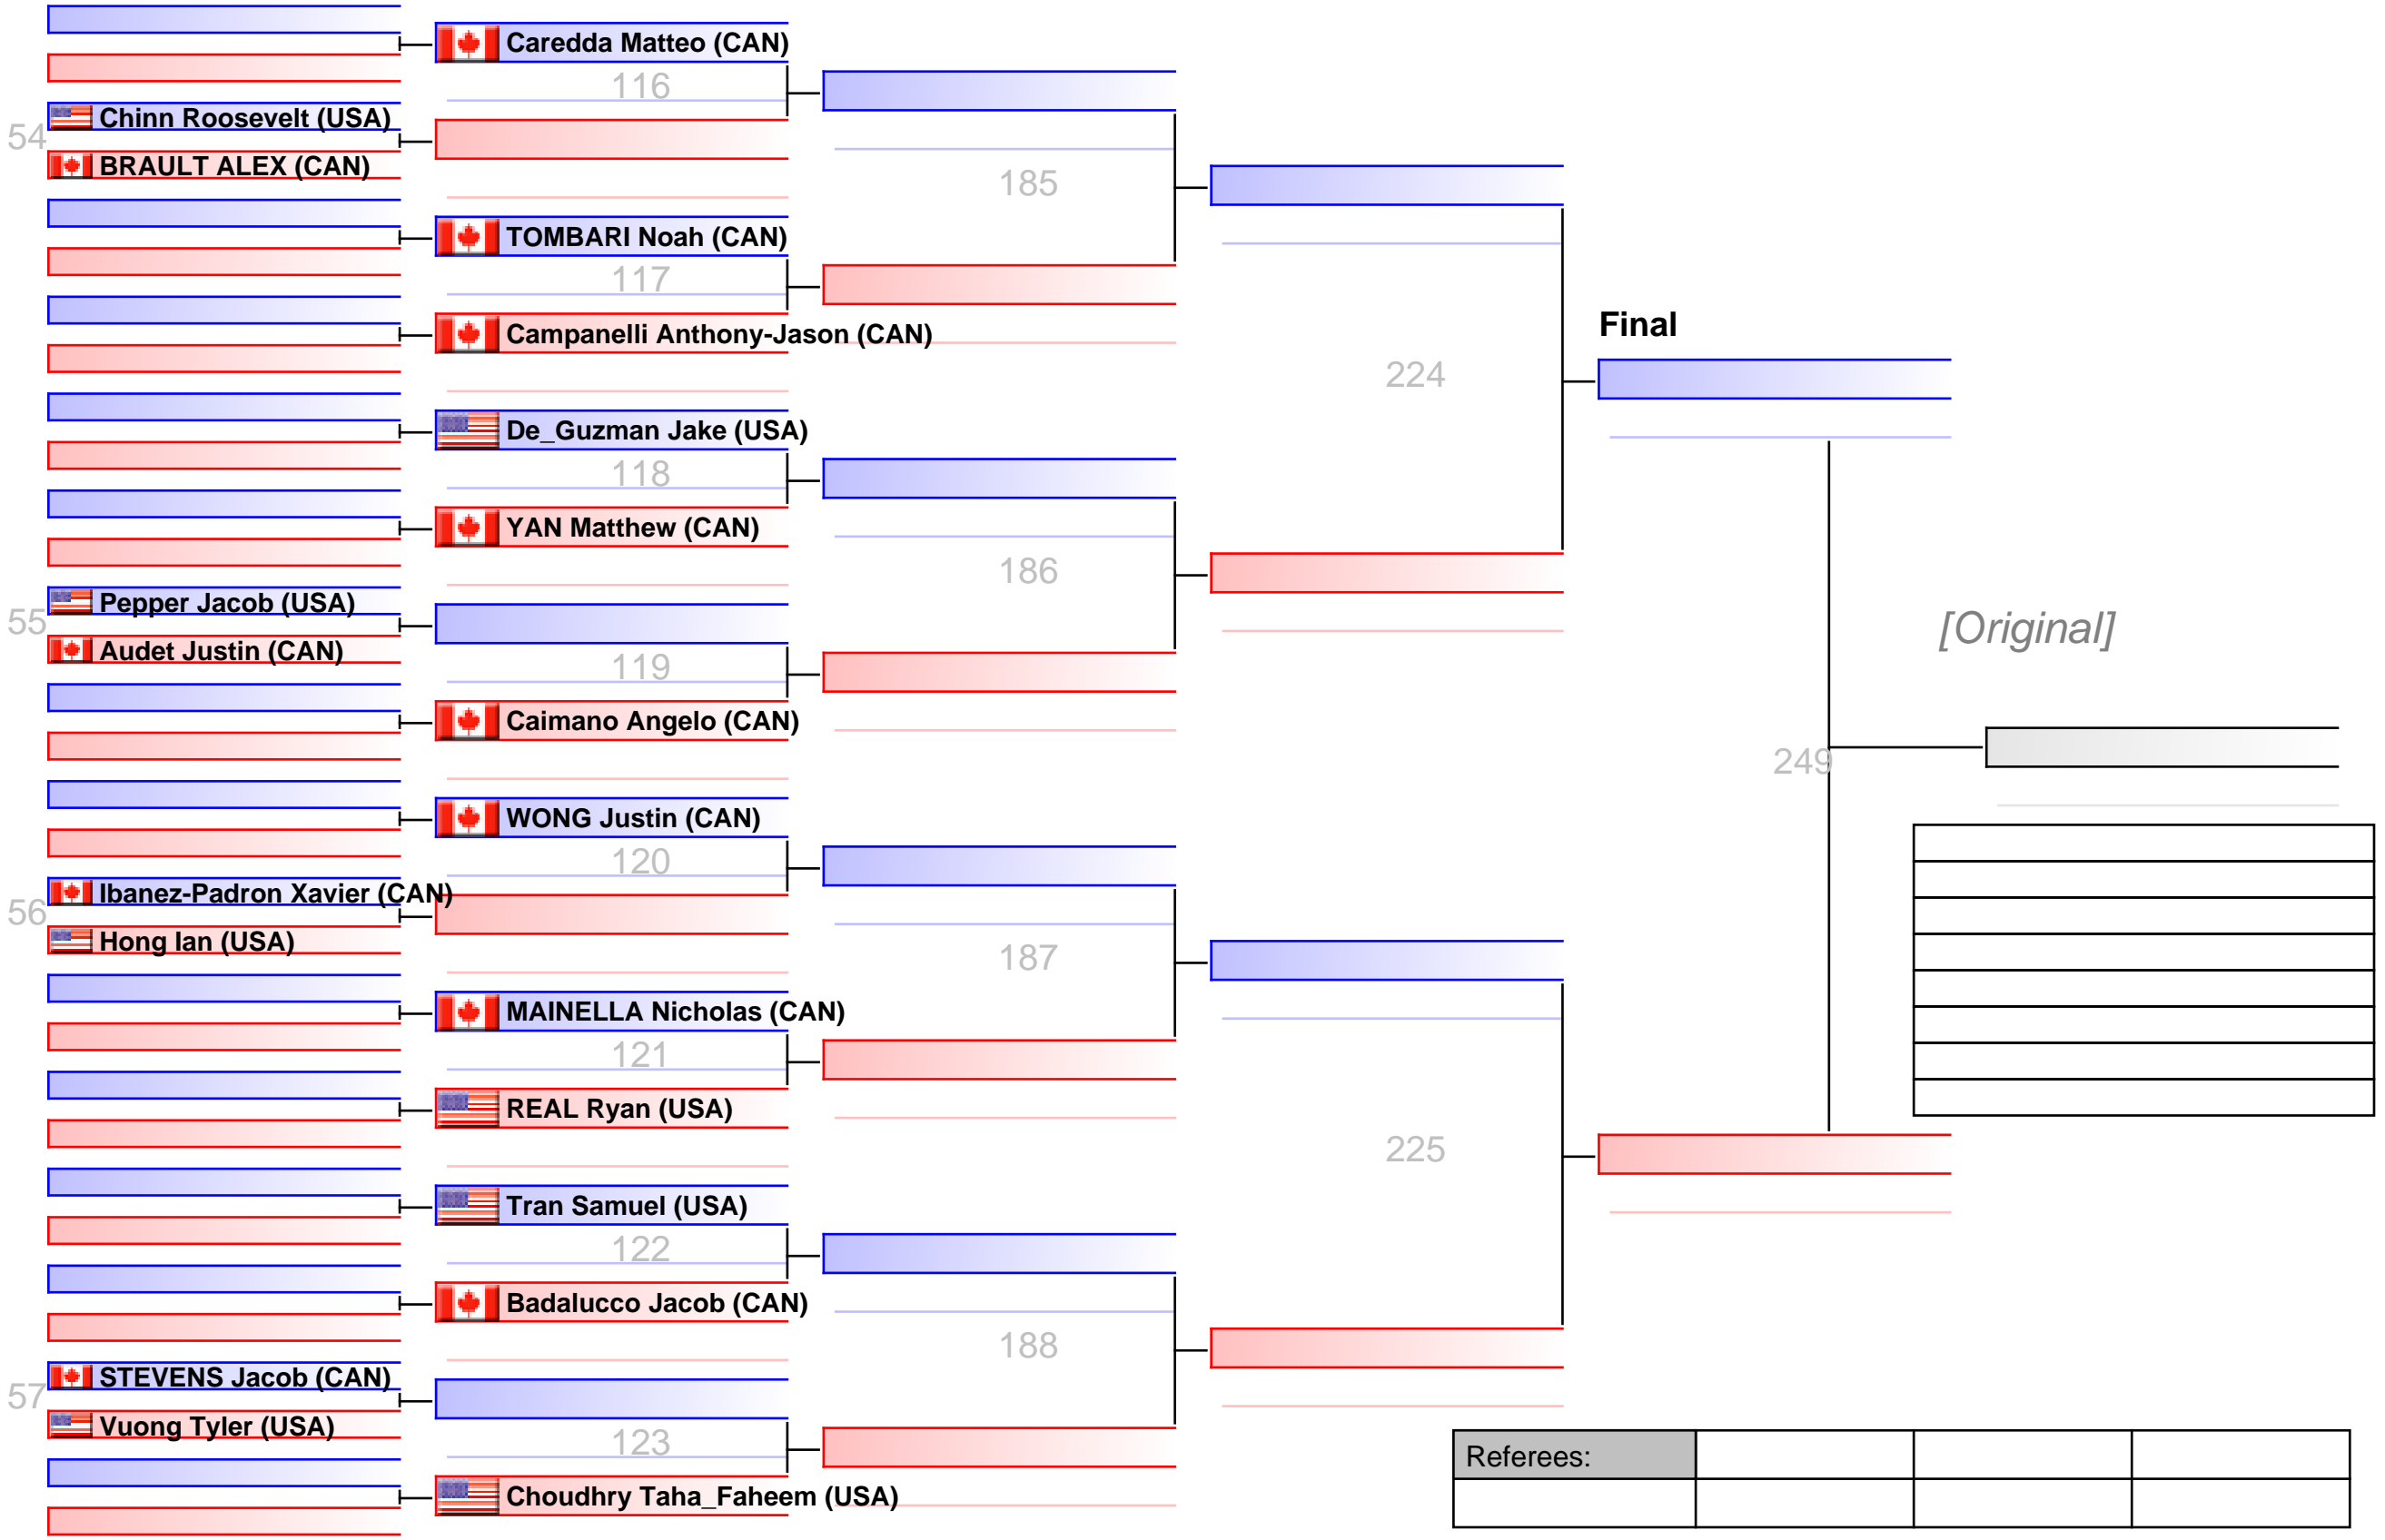 Caredda Matteo (CAN)
116
Chinn Roosevelt (USA)
54
BRAULT ALEX (CAN)
185
TOMBARI Noah (CAN)
117
Campanelli Anthony-Jason (CAN)
Final
224
De_Guzman Jake (USA)
118
YAN Matthew (CAN)
186
Pepper Jacob (USA)
55
Audet Justin (CAN)
[Original]
119
Caimano Angelo (CAN)
249
WONG Justin (CAN)
120
Ibanez-Padron Xavier (CAN)
56
Hong Ian (USA)
187
MAINELLA Nicholas (CAN)
121
REAL Ryan (USA)
225
Tran Samuel (USA)
122
Badalucco Jacob (CAN)
188
STEVENS Jacob (CAN)
57
Vuong Tyler (USA)
123
Referees:
Choudhry Taha_Faheem (USA)